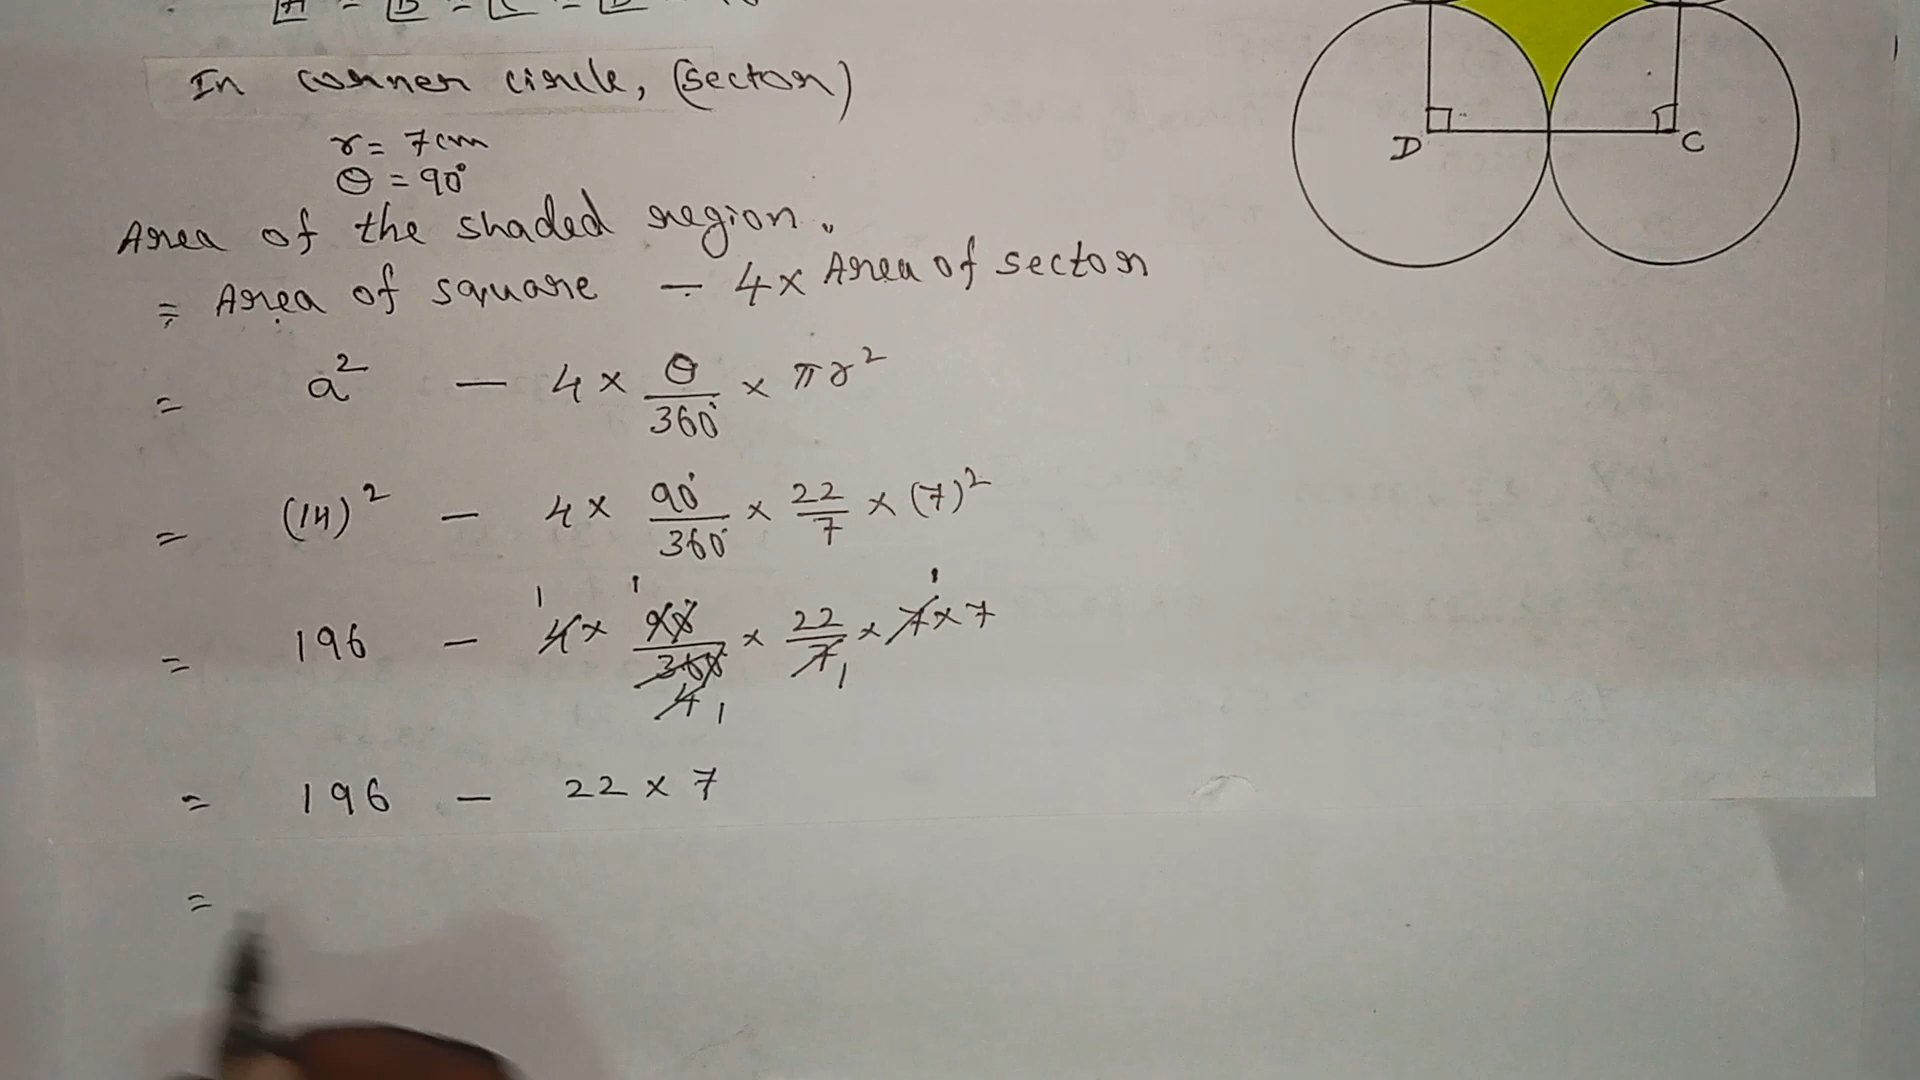 In corner circle, (sector)
r = 7cm
θ = 90°
Area of the shaded region.
= Area of square - 4 x Area of sector
= a² - 4 x θ/360° x πr²
= (14)² - 4 x 90°/360° x 22/7 x (7)²
= 196 - 4 x 90/360 x 22/7 x 7 x 7
= 196 - 22 x 7
=
D C